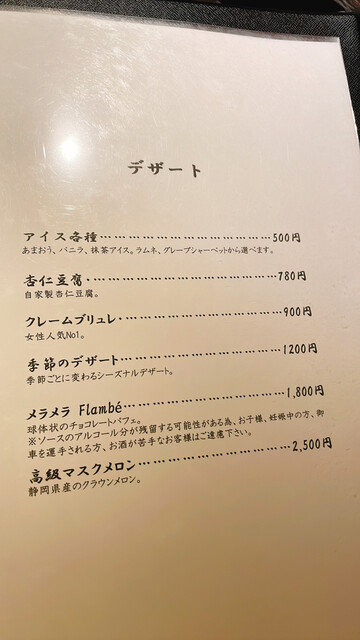 デザート
アイス各種……………………………500円
あまおう、バニラ、抹茶アイス。ラムネ、グレープシャーベットから選べます。
杏仁豆腐・……………………………780円
自家製杏仁豆腐。
クレームブリュレ・……………………900円
女性人気No1。
季節のデザート………………………1200円
季節ごとに変わるシーズナルデザート。
メラメラ Flambé………………………1,800円
球体状のチョコレートパフェ。
※ソースのアルコール分が残留する可能性がある為、お子様、妊娠中の方、御
車を運転される方、お酒が苦手なお客様はご遠慮下さい。
高級マスクメロン……………………2,500円
静岡県産のクラウンメロン。